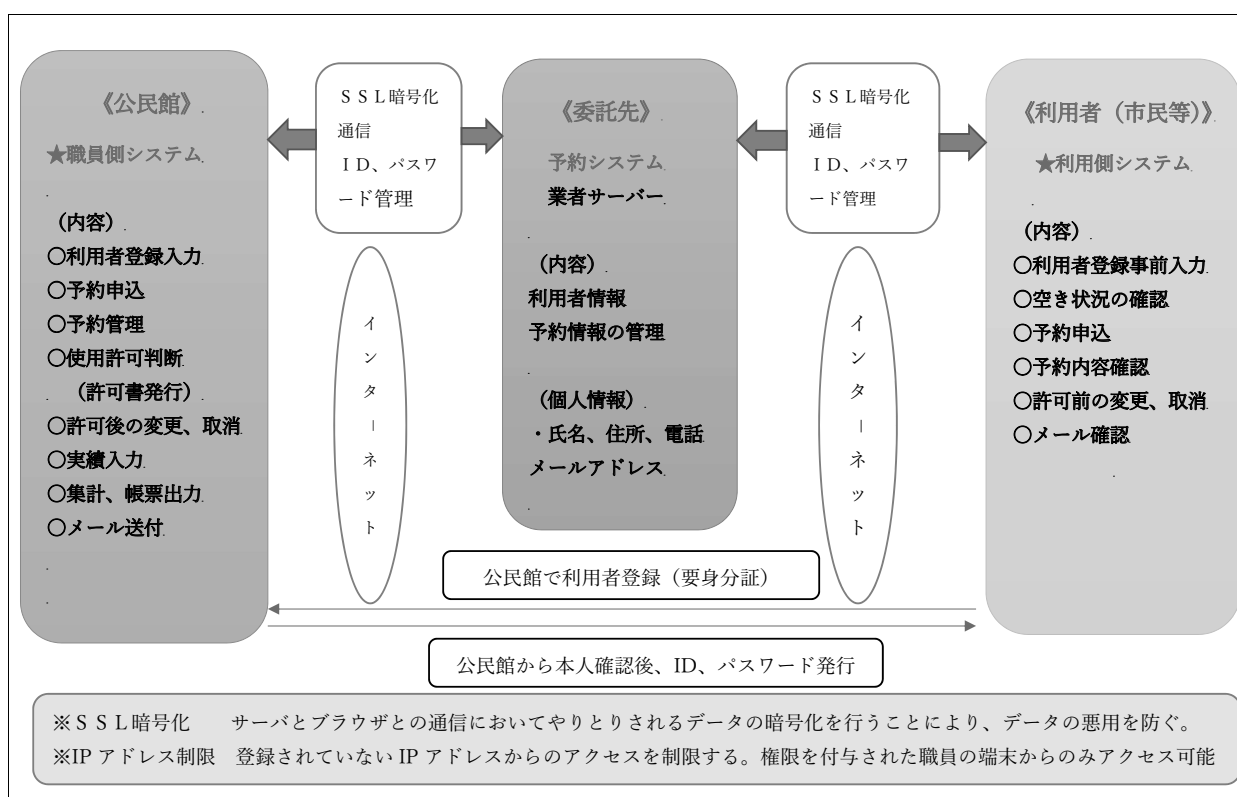 《公民館》
★職員側システム
（内容）
〇利用者登録入力
〇予約申込
〇予約管理
〇使用許可判断
（許可書発行）
〇許可後の変更、取消
〇実績入力
〇集計、帳票出力
〇メール送付
ＳＳＬ暗号化
通信
ＩＤ、パスワ
ード管理
インターネット
《委託先》
予約システム
業者サーバー
（内容）
利用者情報
予約情報の管理
（個人情報）
・氏名、住所、電話
メールアドレス
ＳＳＬ暗号化
通信
ＩＤ、パスワ
ード管理
インターネット
《利用者（市民等）》
★利用側システム
（内容）
〇利用者登録事前入力
〇空き状況の確認
〇予約申込
〇予約内容確認
〇許可前の変更、取消
〇メール確認
公民館で利用者登録（要身分証）
公民館から本人確認後、ID、パスワード発行
※ＳＳＬ暗号化　　サーバとブラウザとの通信においてやりとりされるデータの暗号化を行うことにより、データの悪用を防ぐ。
※IP アドレス制限　登録されていない IP アドレスからのアクセスを制限する。権限を付与された職員の端末からのみアクセス可能